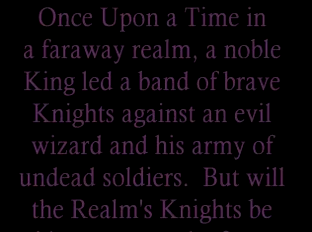 Once Upon a Time in
a faraway realm, a noble
King led a band of brave
Knights against an evil
wizard and his army of
undead soldiers.  But will
the Realm's Knights be